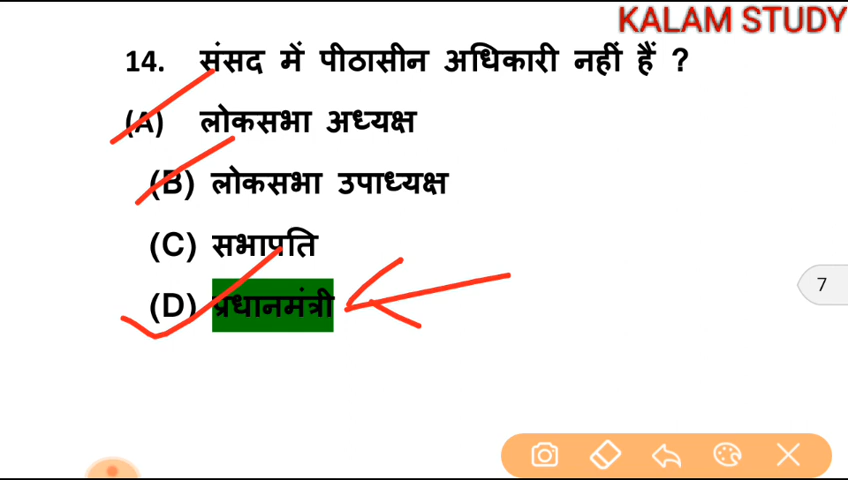 KALAM STUDY
14. संसद में पीठासीन अधिकारी नहीं हैं ?
(A) लोकसभा अध्यक्ष
(B) लोकसभा उपाध्यक्ष
(C) सभापति
(D) प्रधानमंत्री
7